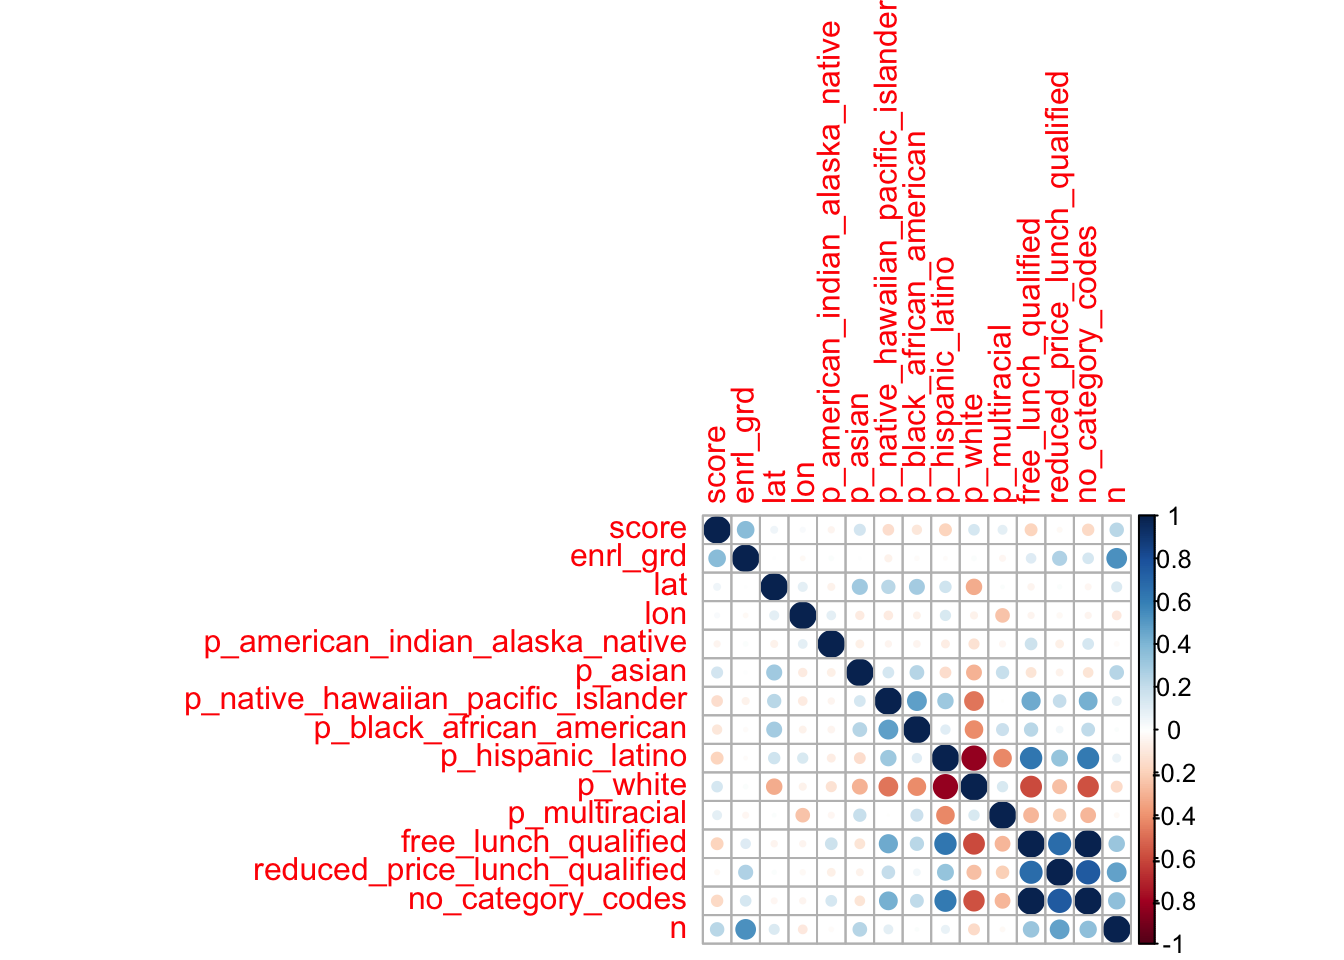 score
enrl_grd
lat
lon
p_american_indian_alaska_native
p_asian
p_native_hawaiian_pacific_islander
p_black_african_american
p_hispanic_latino
p_white
p_multiracial
free_lunch_qualified
reduced_price_lunch_qualified
no_category_codes
n
score
enrl_grd
lat
lon
p_american_indian_alaska_native
p_asian
p_native_hawaiian_pacific_islander
p_black_african_american
p_hispanic_latino
p_white
p_multiracial
free_lunch_qualified
reduced_price_lunch_qualified
no_category_codes
n
1
0.8
0.6
0.4
0.2
0
-0.2
-0.4
-0.6
-0.8
-1